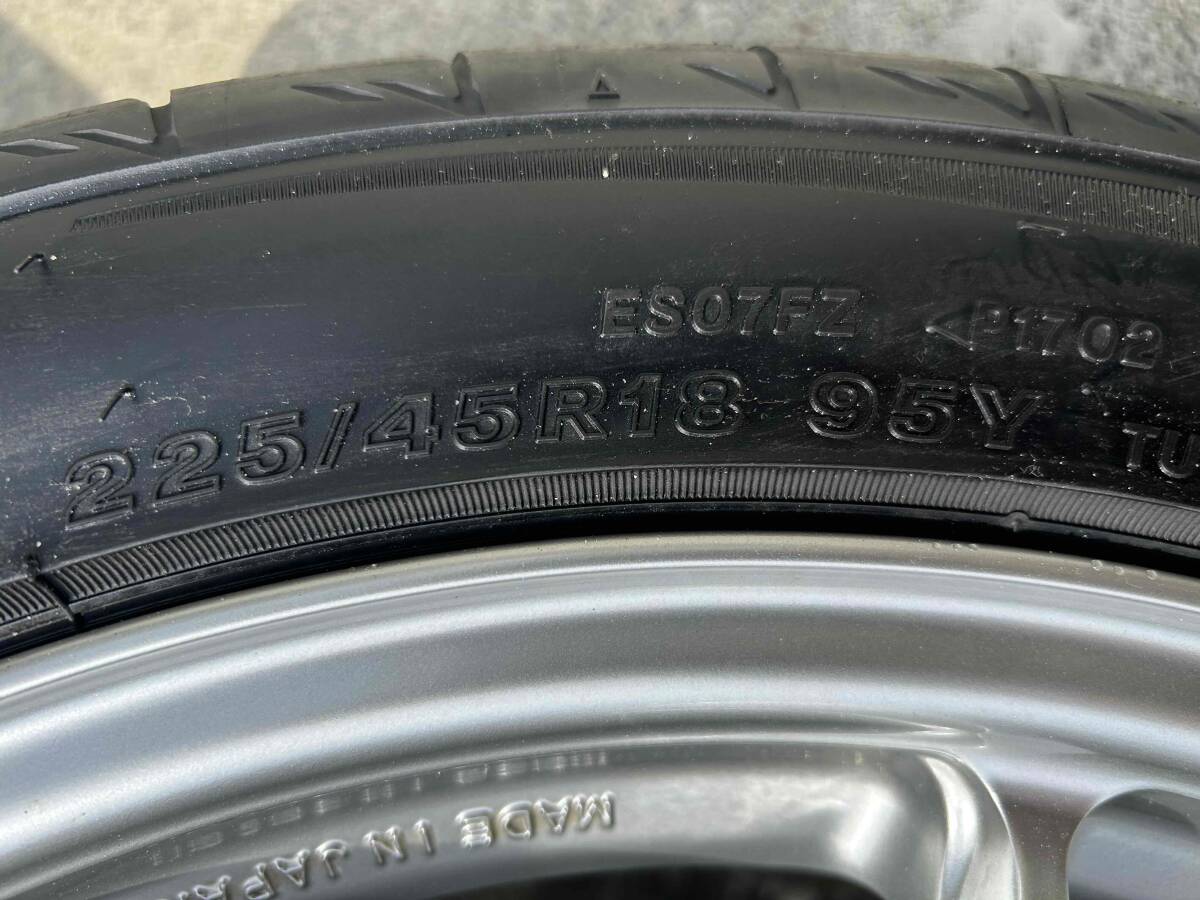 ES07FZ
<P1702
225/45R18 95Y TU
MADE IN JAPAN